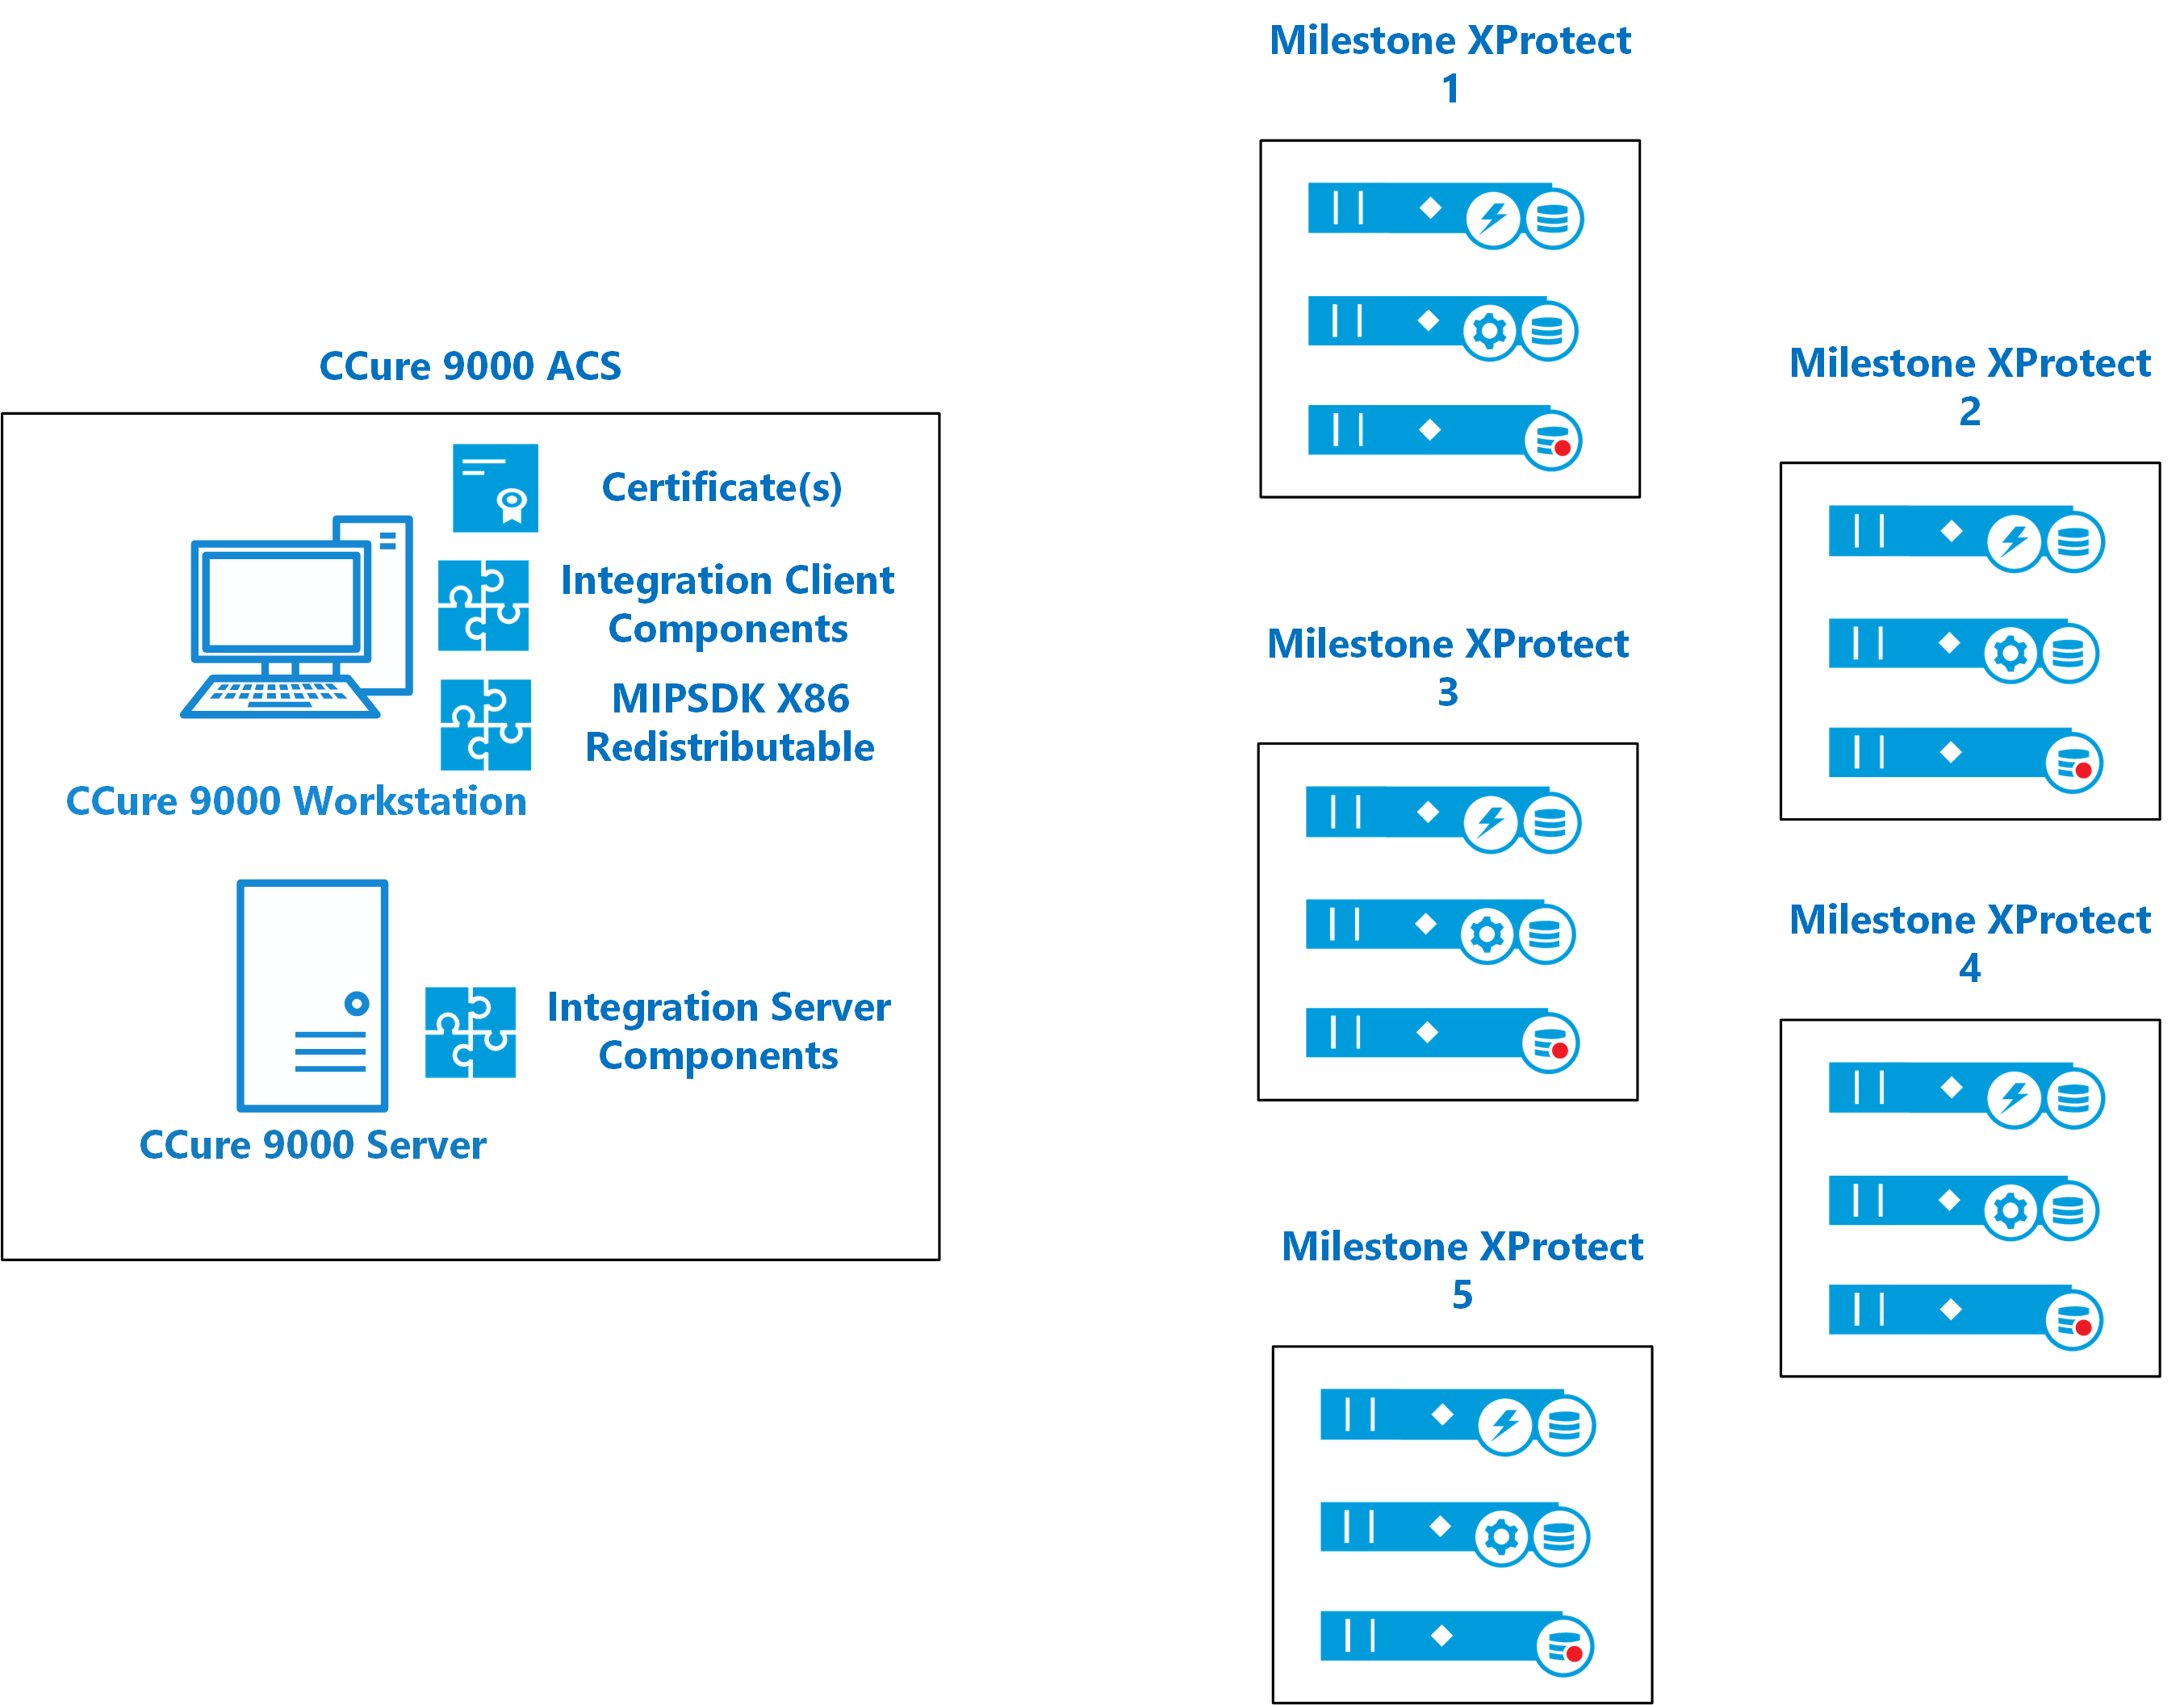 CCure 9000 ACS
Certificate(s)
Integration Client
Components
MIPSDK X86
Redistributable
CCure 9000 Workstation
Integration Server
Components
CCure 9000 Server
Milestone XProtect
1
Milestone XProtect
2
Milestone XProtect
3
Milestone XProtect
4
Milestone XProtect
5